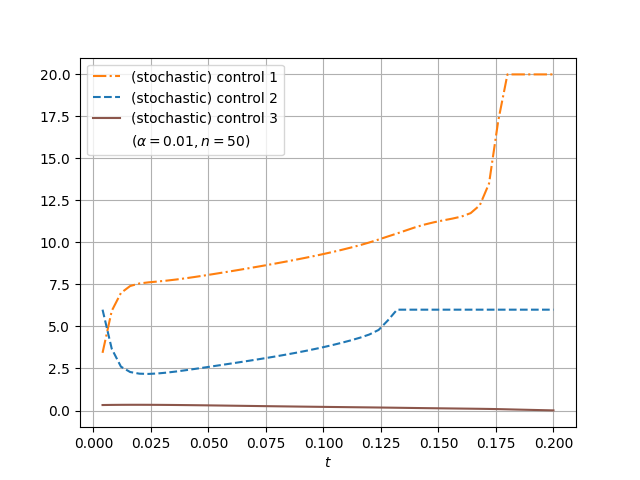 20.0
17.5
15.0
12.5
10.0
7.5
5.0
2.5
0.0
(stochastic) control 1
(stochastic) control 2
(stochastic) control 3
(α = 0.01, n = 50)
0.000 0.025 0.050 0.075 0.100 0.125 0.150 0.175 0.200
t